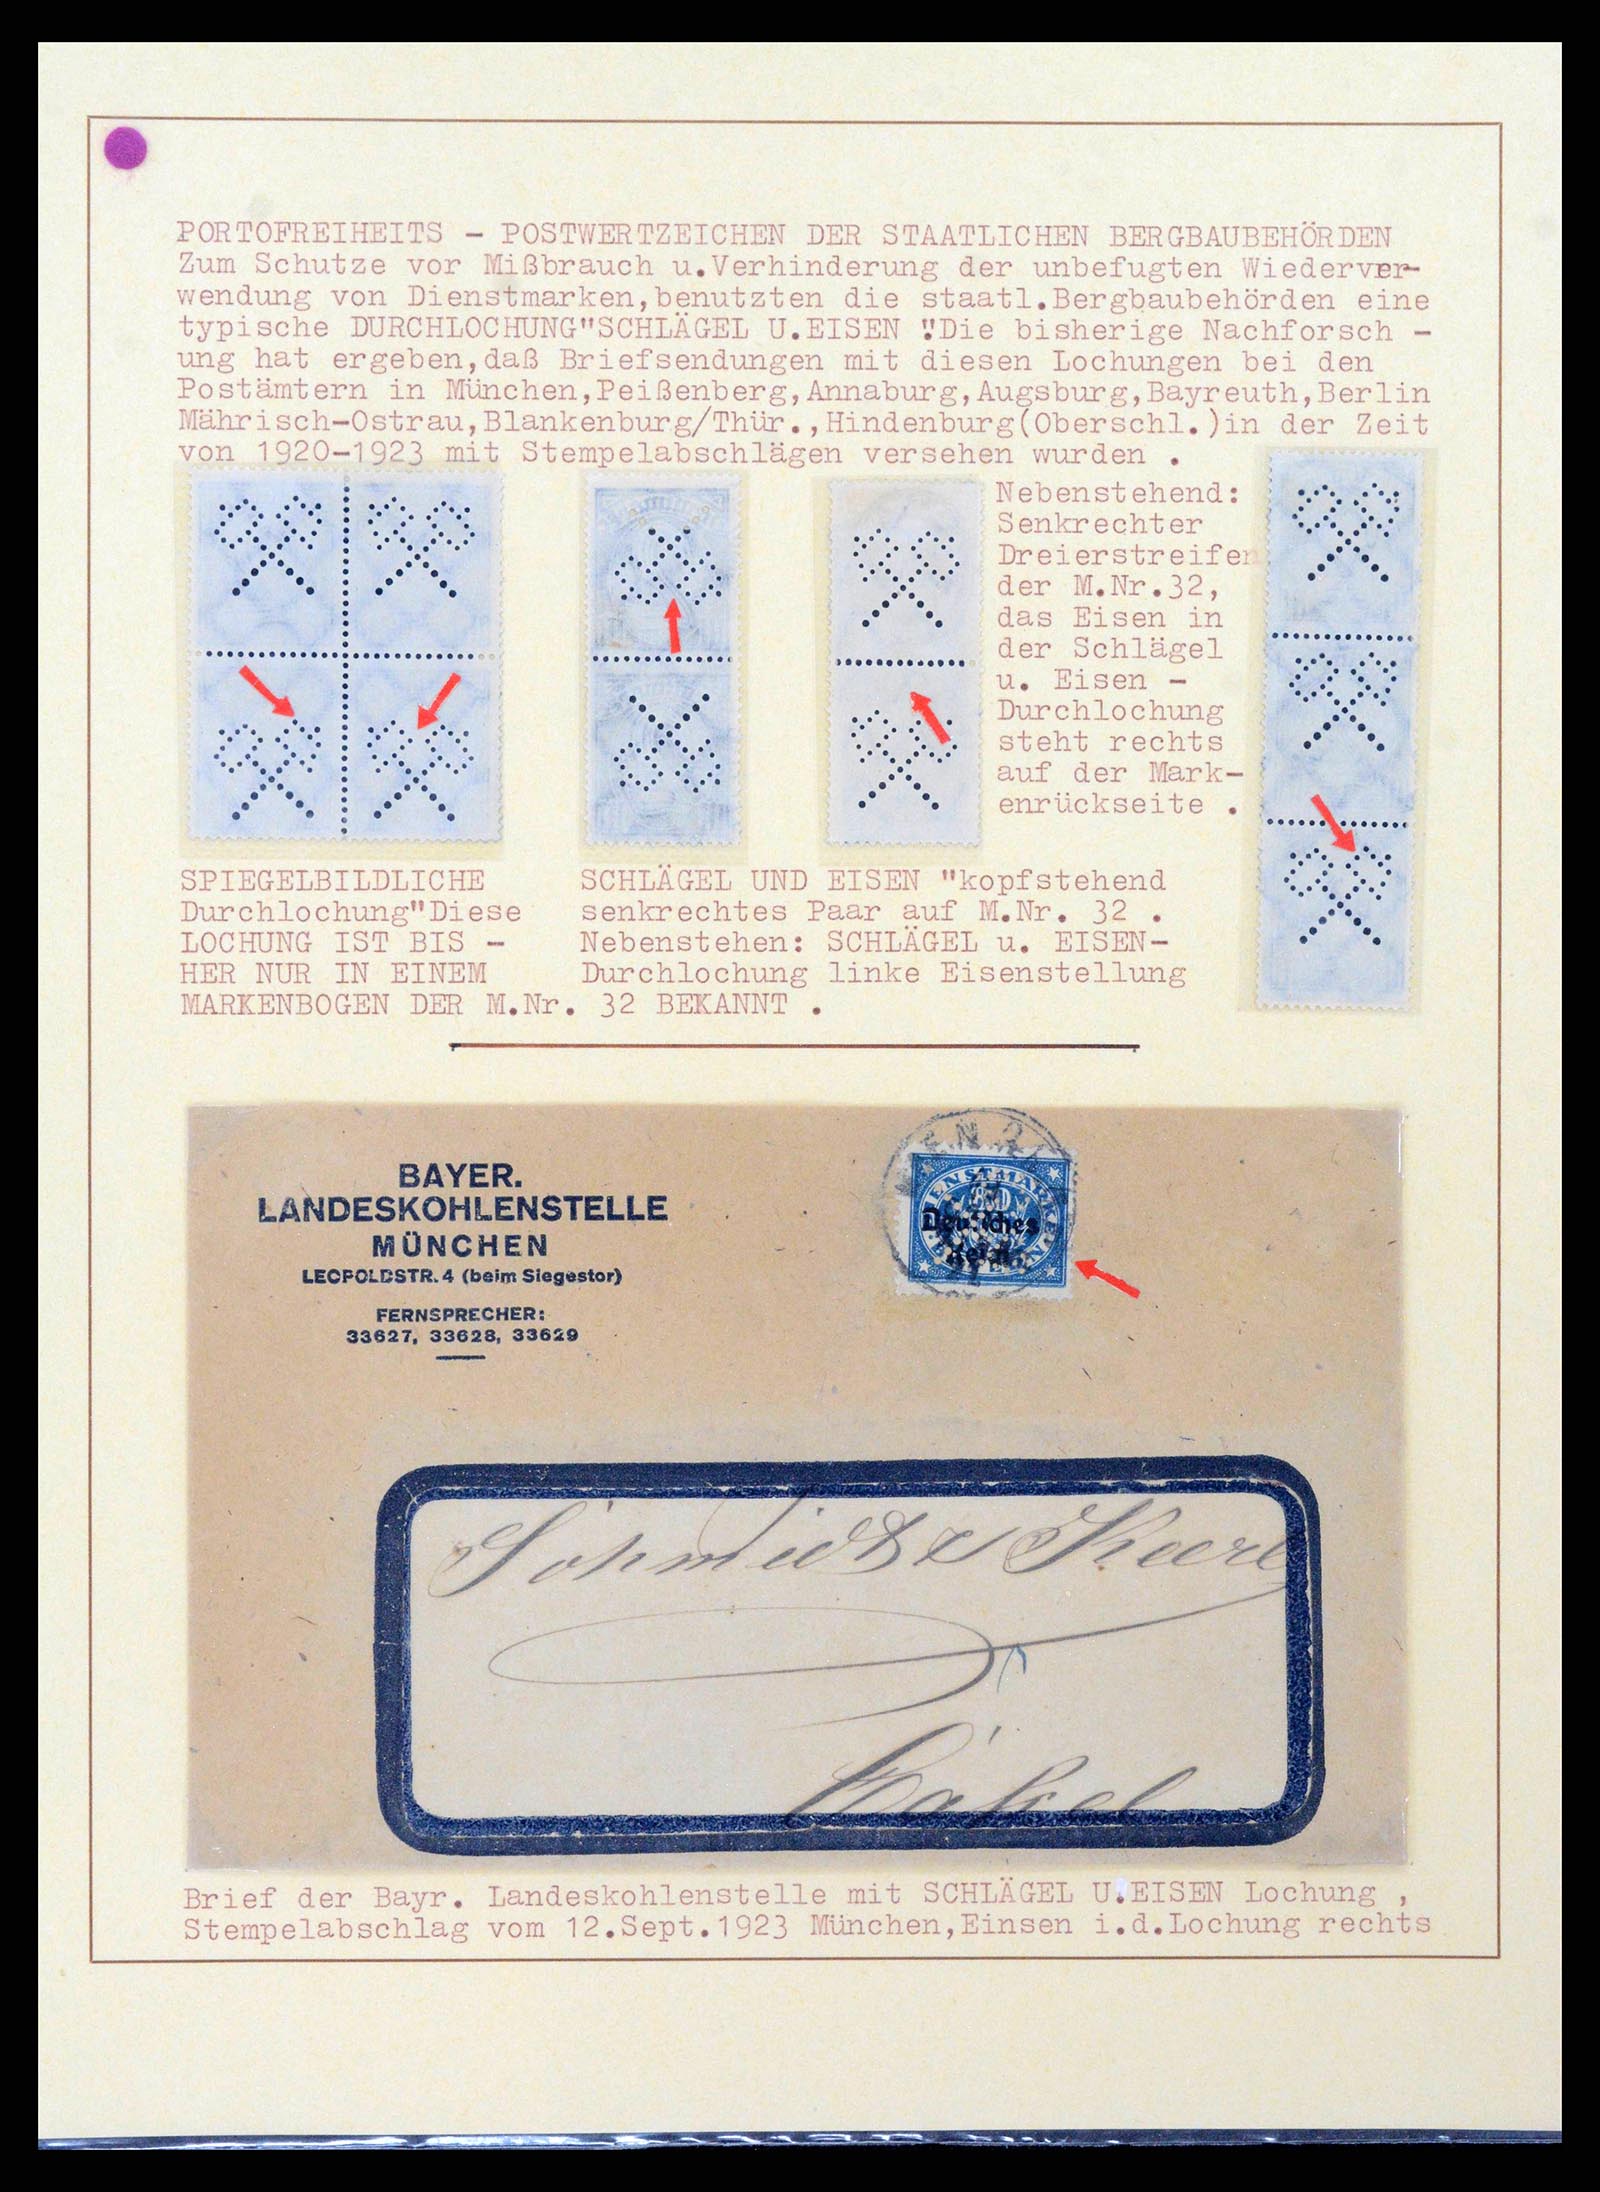 PORTOFREIHEITS - POSTWERTZEICHEN DER STAATLICHEN BERGBAUBEHÖRDEN
Zum Schutze vor Mißbrauch u.Verhinderung der unbefugten Wiederver-
wendung von Dienstmarken,benutzten die staatl.Bergbaubehörden eine
typische DURCHLOCHUNG"SCHLÄGEL U.EISEN ".Die bisherige Nachforsch -
ung hat ergeben,daß Briefsendungen mit diesen Lochungen bei den
Postämtern in München,Peißenberg,Annaburg,Augsburg,Bayreuth,Berlin
Mährisch-Ostrau,Blankenburg/Thür.,Hindenburg(Oberschl.)in der Zeit
von 1920-1923 mit Stempelabschlägen versehen wurden .
Nebenstehend:
Senkrechter
Dreierstreifen
der M.Nr.32,
das Eisen in
der Schlägel
u. Eisen -
Durchlochung
steht rechts
auf der Mark-
enrückseite .
SPIEGELBILDLICHE
Durchlochung"Diese
LOCHUNG IST BIS -
HER NUR IN EINEM
MARKENBOGEN DER M.Nr. 32 BEKANNT .
SCHLÄGEL UND EISEN "kopfstehend
senkrechtes Paar auf M.Nr. 32 .
Nebenstehen: SCHLÄGEL u. EISEN-
Durchlochung linke Eisenstellung
BAYER.
LANDESKOHLENSTELLE
MÜNCHEN
LEOPOLDSTR. 4 (beim Siegestor)
FERNSPRECHER:
33627, 33628, 33629
DIENSTMARKE
Deutsches
Reich
BAYERN
Schmidt &
Brief der Bayr. Landeskohlenstelle mit SCHLÄGEL U.EISEN Lochung ,
Stempelabschlag vom 12.Sept.1923 München,Einsen i.d.Lochung rechts